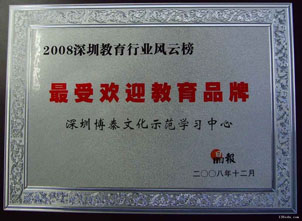 2008深圳教育行业风云榜
最受欢迎教育品牌
深圳博泰文化示范学习中心
晶报
二〇〇八年十二月